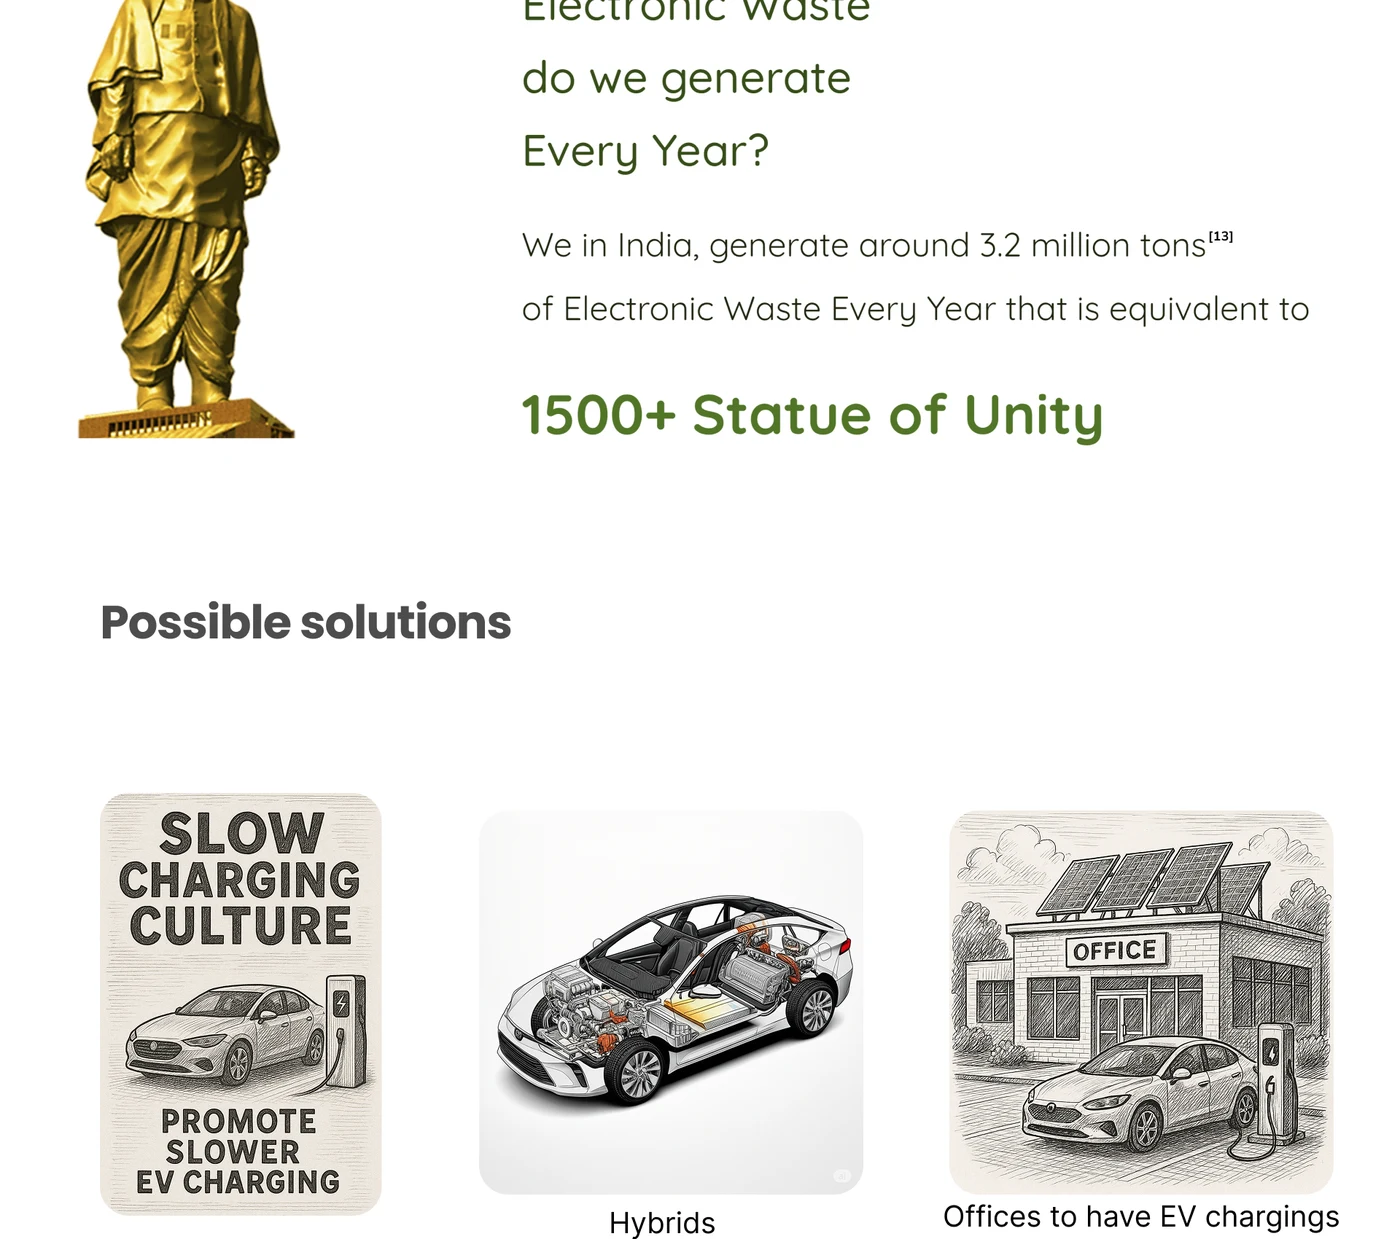 Electronic Waste
do we generate
Every Year?
We in India, generate around 3.2 million tons[13]
of Electronic Waste Every Year that is equivalent to
1500+ Statue of Unity
Possible solutions
SLOW
CHARGING
CULTURE
PROMOTE
SLOWER
EV CHARGING
Hybrids
OFFICE
Offices to have EV chargings